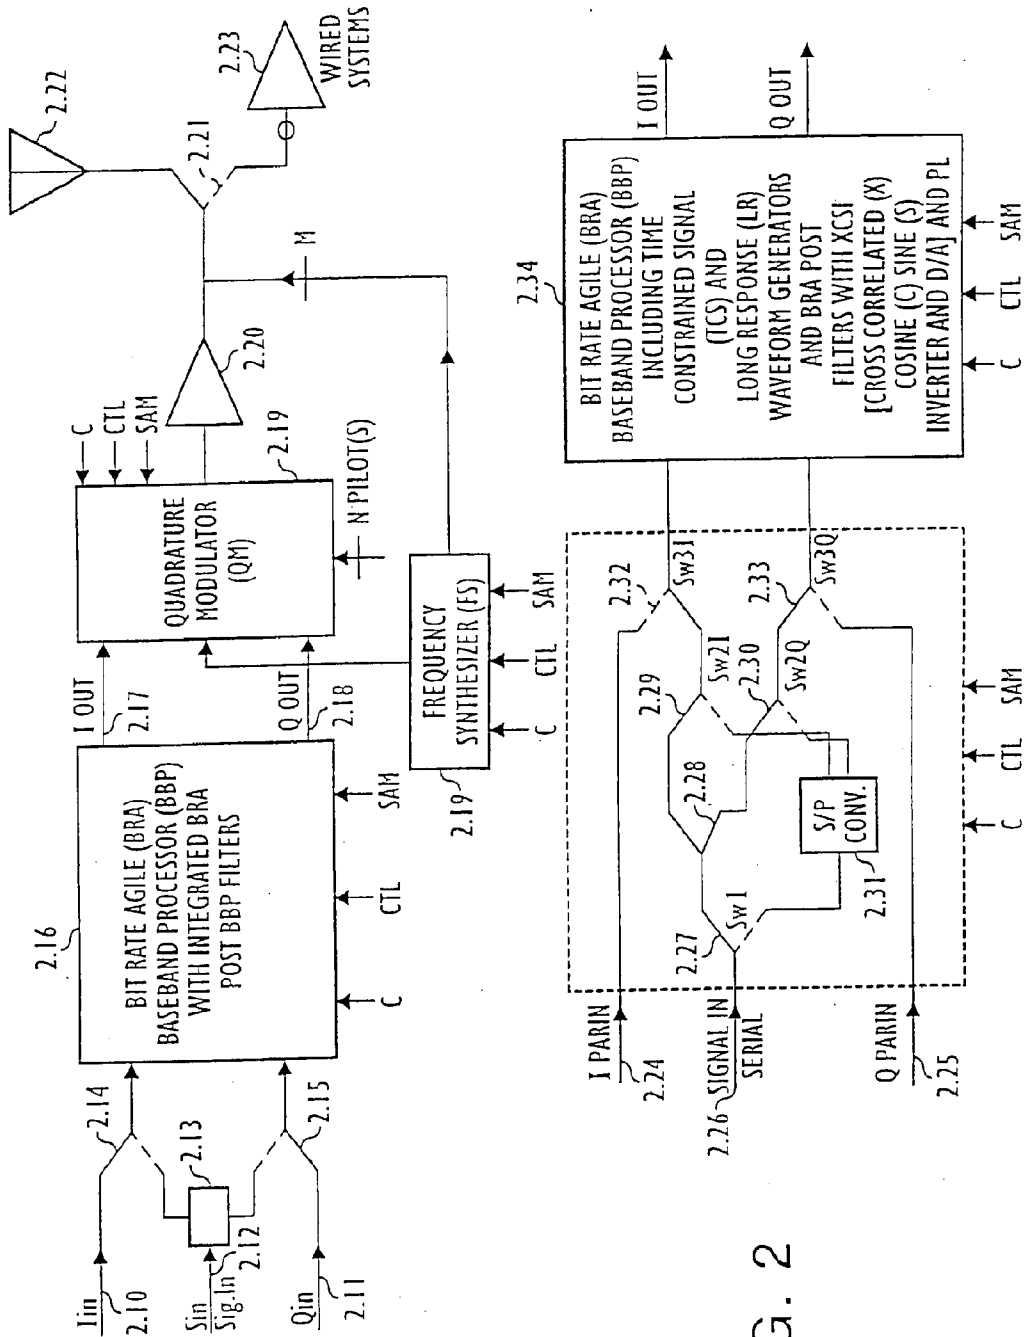 Iin
2.10
Sin
Sig.In
2.12
Qin
2.11
2.13
2.14
2.15
2.16
BIT RATE AGILE (BRA)
BASEBAND PROCESSOR (BBP)
WITH INTEGRATED BRA
POST BBP FILTERS
C
CTL
SAM
I OUT
2.17
Q OUT
2.18
QUADRATURE
MODULATOR
(QM)
C
CTL
SAM
2.19
N PILOT(S)
FREQUENCY
SYNTHESIZER (FS)
2.19
C
CTL
SAM
2.20
M
2.21
2.22
2.23
WIRED
SYSTEMS
I PARIN
2.24
2.26
SIGNAL IN
SERIAL
Q PARIN
2.25
2.27
Sw1
2.28
2.29
Sw2I
2.30
Sw2Q
S/P
CONV.
2.31
2.32
Sw3I
2.33
Sw3Q
C
CTL
SAM
2.34
BIT RATE AGILE (BRA)
BASEBAND PROCESSOR (BBP)
INCLUDING TIME
CONSTRAINED SIGNAL
(TCS) AND
LONG RESPONSE (LR)
WAVEFORM GENERATORS
AND BRA POST
FILTERS WITH XCSI
[CROSS CORRELATED (X)
COSINE (C) SINE (S)
INVERTER AND D/A] AND PL
C
CTL
SAM
I OUT
Q OUT
G. 2